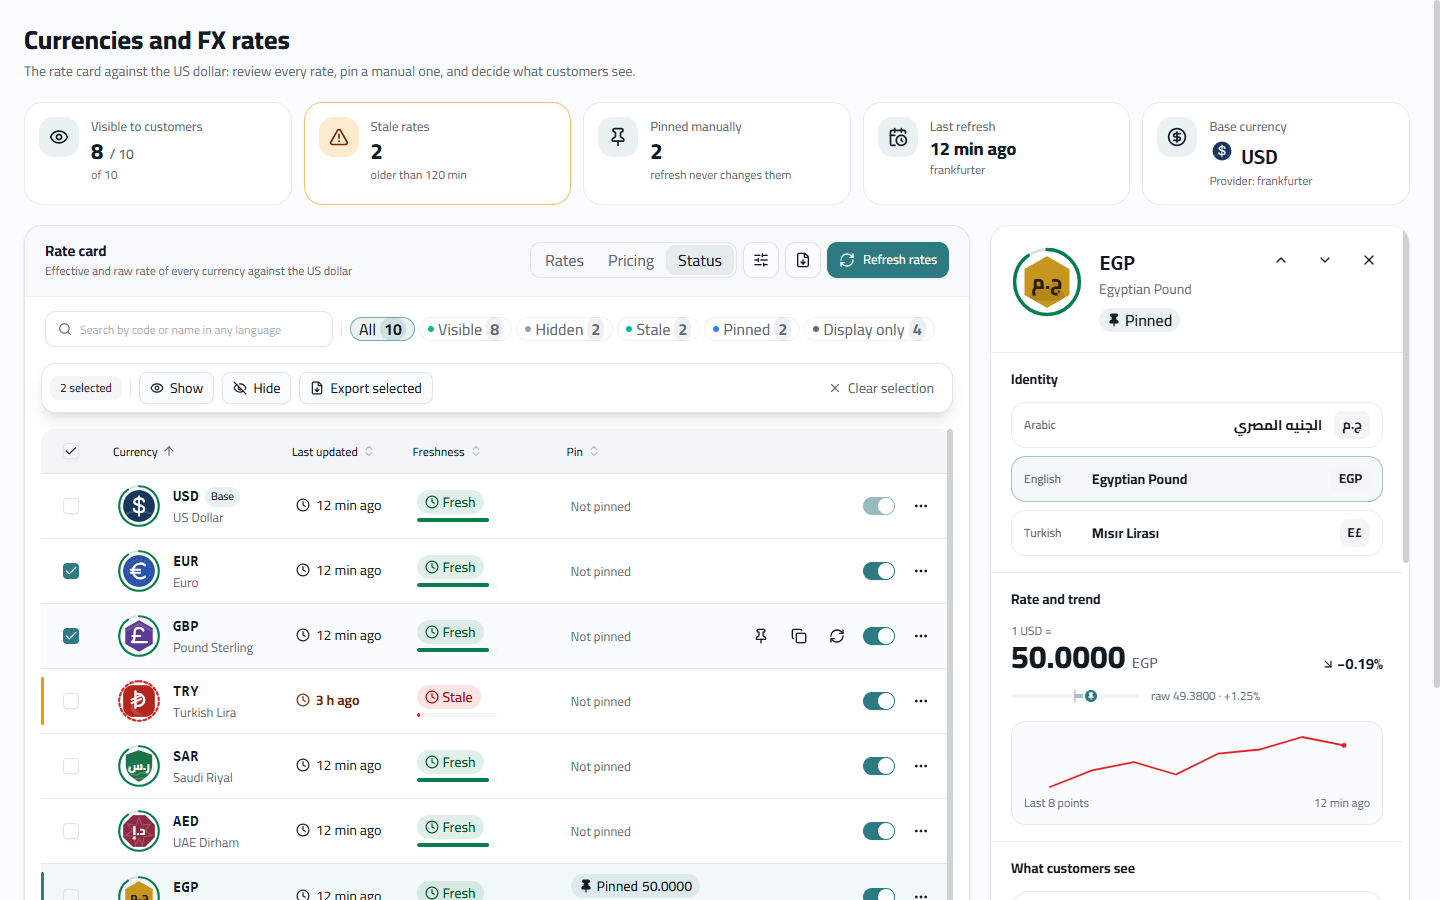 Currencies and FX rates
The rate card against the US dollar: review every rate, pin a manual one, and decide what customers see.
Visible to customers
8 / 10
of 10
Stale rates
2
older than 120 min
Pinned manually
2
refresh never changes them
Last refresh
12 min ago
frankfurter
Base currency
$ USD
Provider: frankfurter
Rate card
Effective and raw rate of every currency against the US dollar
Rates Pricing Status
Refresh rates
Search by code or name in any language
All 10 Visible 8 Hidden 2 Stale 2 Pinned 2 Display only 4
2 selected Show Hide Export selected Clear selection
Currency Last updated Freshness Pin
$ USD Base
US Dollar
12 min ago Fresh Not pinned
€ EUR
Euro
12 min ago Fresh Not pinned
£ GBP
Pound Sterling
12 min ago Fresh Not pinned
₺ TRY
Turkish Lira
3 h ago Stale Not pinned
ر.س SAR
Saudi Riyal
12 min ago Fresh Not pinned
د.إ AED
UAE Dirham
12 min ago Fresh Not pinned
ج.م EGP
12 min ago Fresh Pinned 50.0000
ج.م
EGP
Egyptian Pound
Pinned
Identity
Arabic الجنيه المصري ج.م
English Egyptian Pound EGP
Turkish Mısır Lirası E£
Rate and trend
1 USD =
50.0000 EGP −0.19%
raw 49.3800 · +1.25%
Last 8 points 12 min ago
What customers see